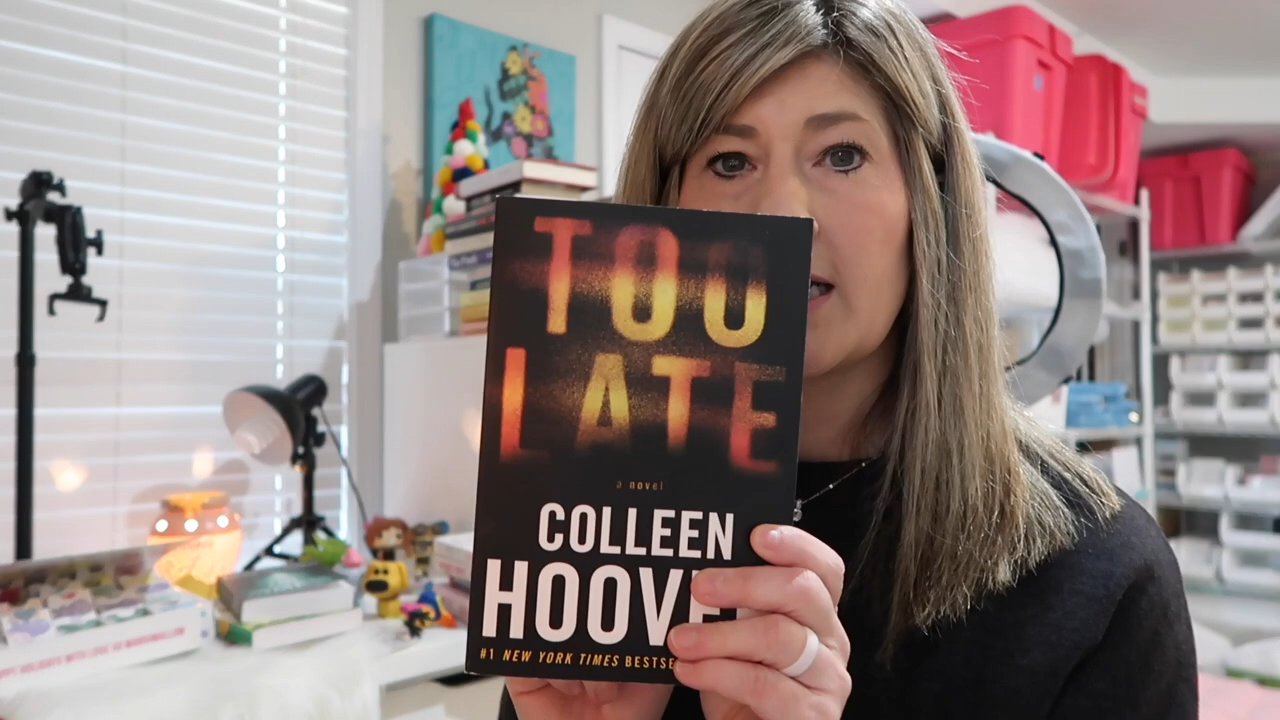 TOO
LATE
a novel
COLLEEN
HOOVE
#1 NEW YORK TIMES BESTSE